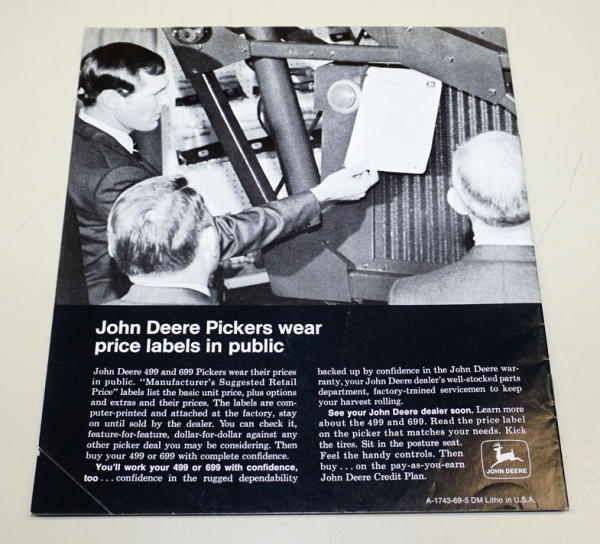 John Deere Pickers wear
price labels in public
John Deere 499 and 699 Pickers wear their prices
in public. "Manufacturer's Suggested Retail
Price" labels list the basic unit price, plus options
and extras and their prices. The labels are com-
puter-printed and attached at the factory, stay
on until sold by the dealer. You can check it,
feature-for-feature, dollar-for-dollar against any
other picker deal you may be considering. Then
buy your 499 or 699 with complete confidence.
You'll work your 499 or 699 with confidence,
too . . . confidence in the rugged dependability
backed up by confidence in the John Deere war-
ranty, your John Deere dealer's well-stocked parts
department, factory-trained servicemen to keep
your harvest rolling.
See your John Deere dealer soon. Learn more
about the 499 and 699. Read the price label
on the picker that matches your needs. Kick
the tires. Sit in the posture seat.
Feel the handy controls. Then
buy . . . on the pay-as-you-earn
John Deere Credit Plan.
JOHN DEERE
A-1743-69-5 DM Litho in U.S.A.